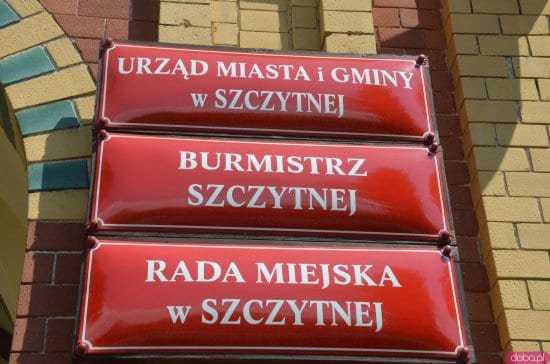 URZĄD MIASTA i GMINY
w SZCZYTNEJ
BURMISTRZ
SZCZYTNEJ
RADA MIEJSKA
w SZCZYTNEJ
doba.pl